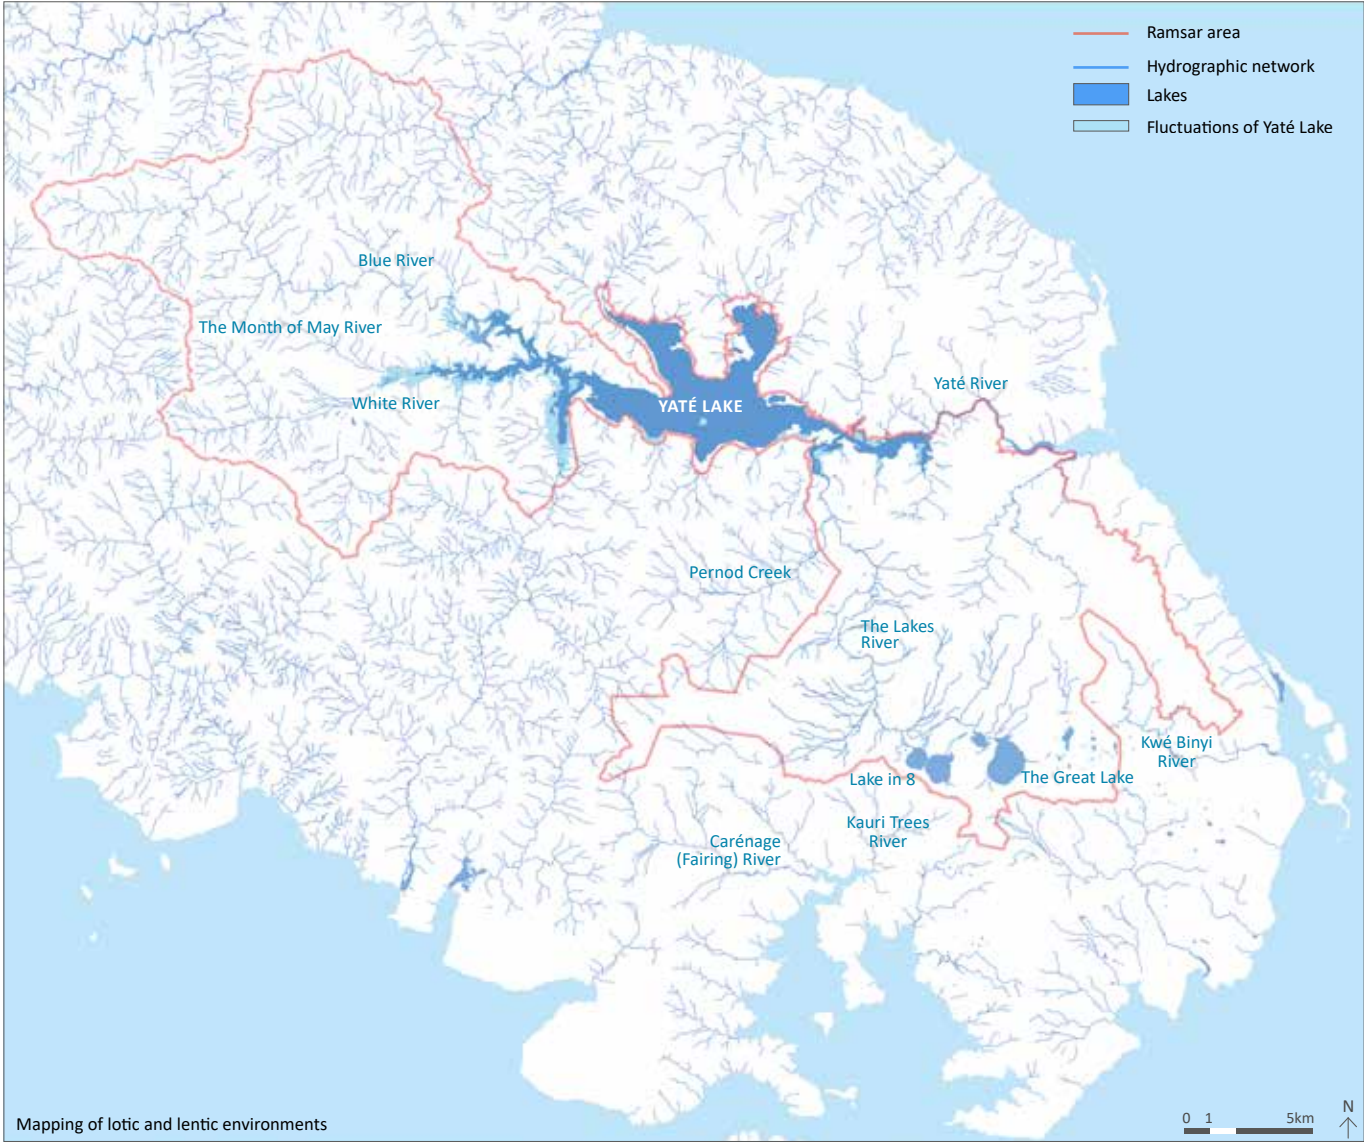 Ramsar area
Hydrographic network
Lakes
Fluctuations of Yaté Lake
Blue River
The Month of May River
White River
YATÉ LAKE
Yaté River
Pernod Creek
The Lakes
River
Kwé Binyi
River
The Great Lake
Lake in 8
Kauri Trees
River
Carénage
(Fairing) River
Mapping of lotic and lentic environments
0 1 5km
N